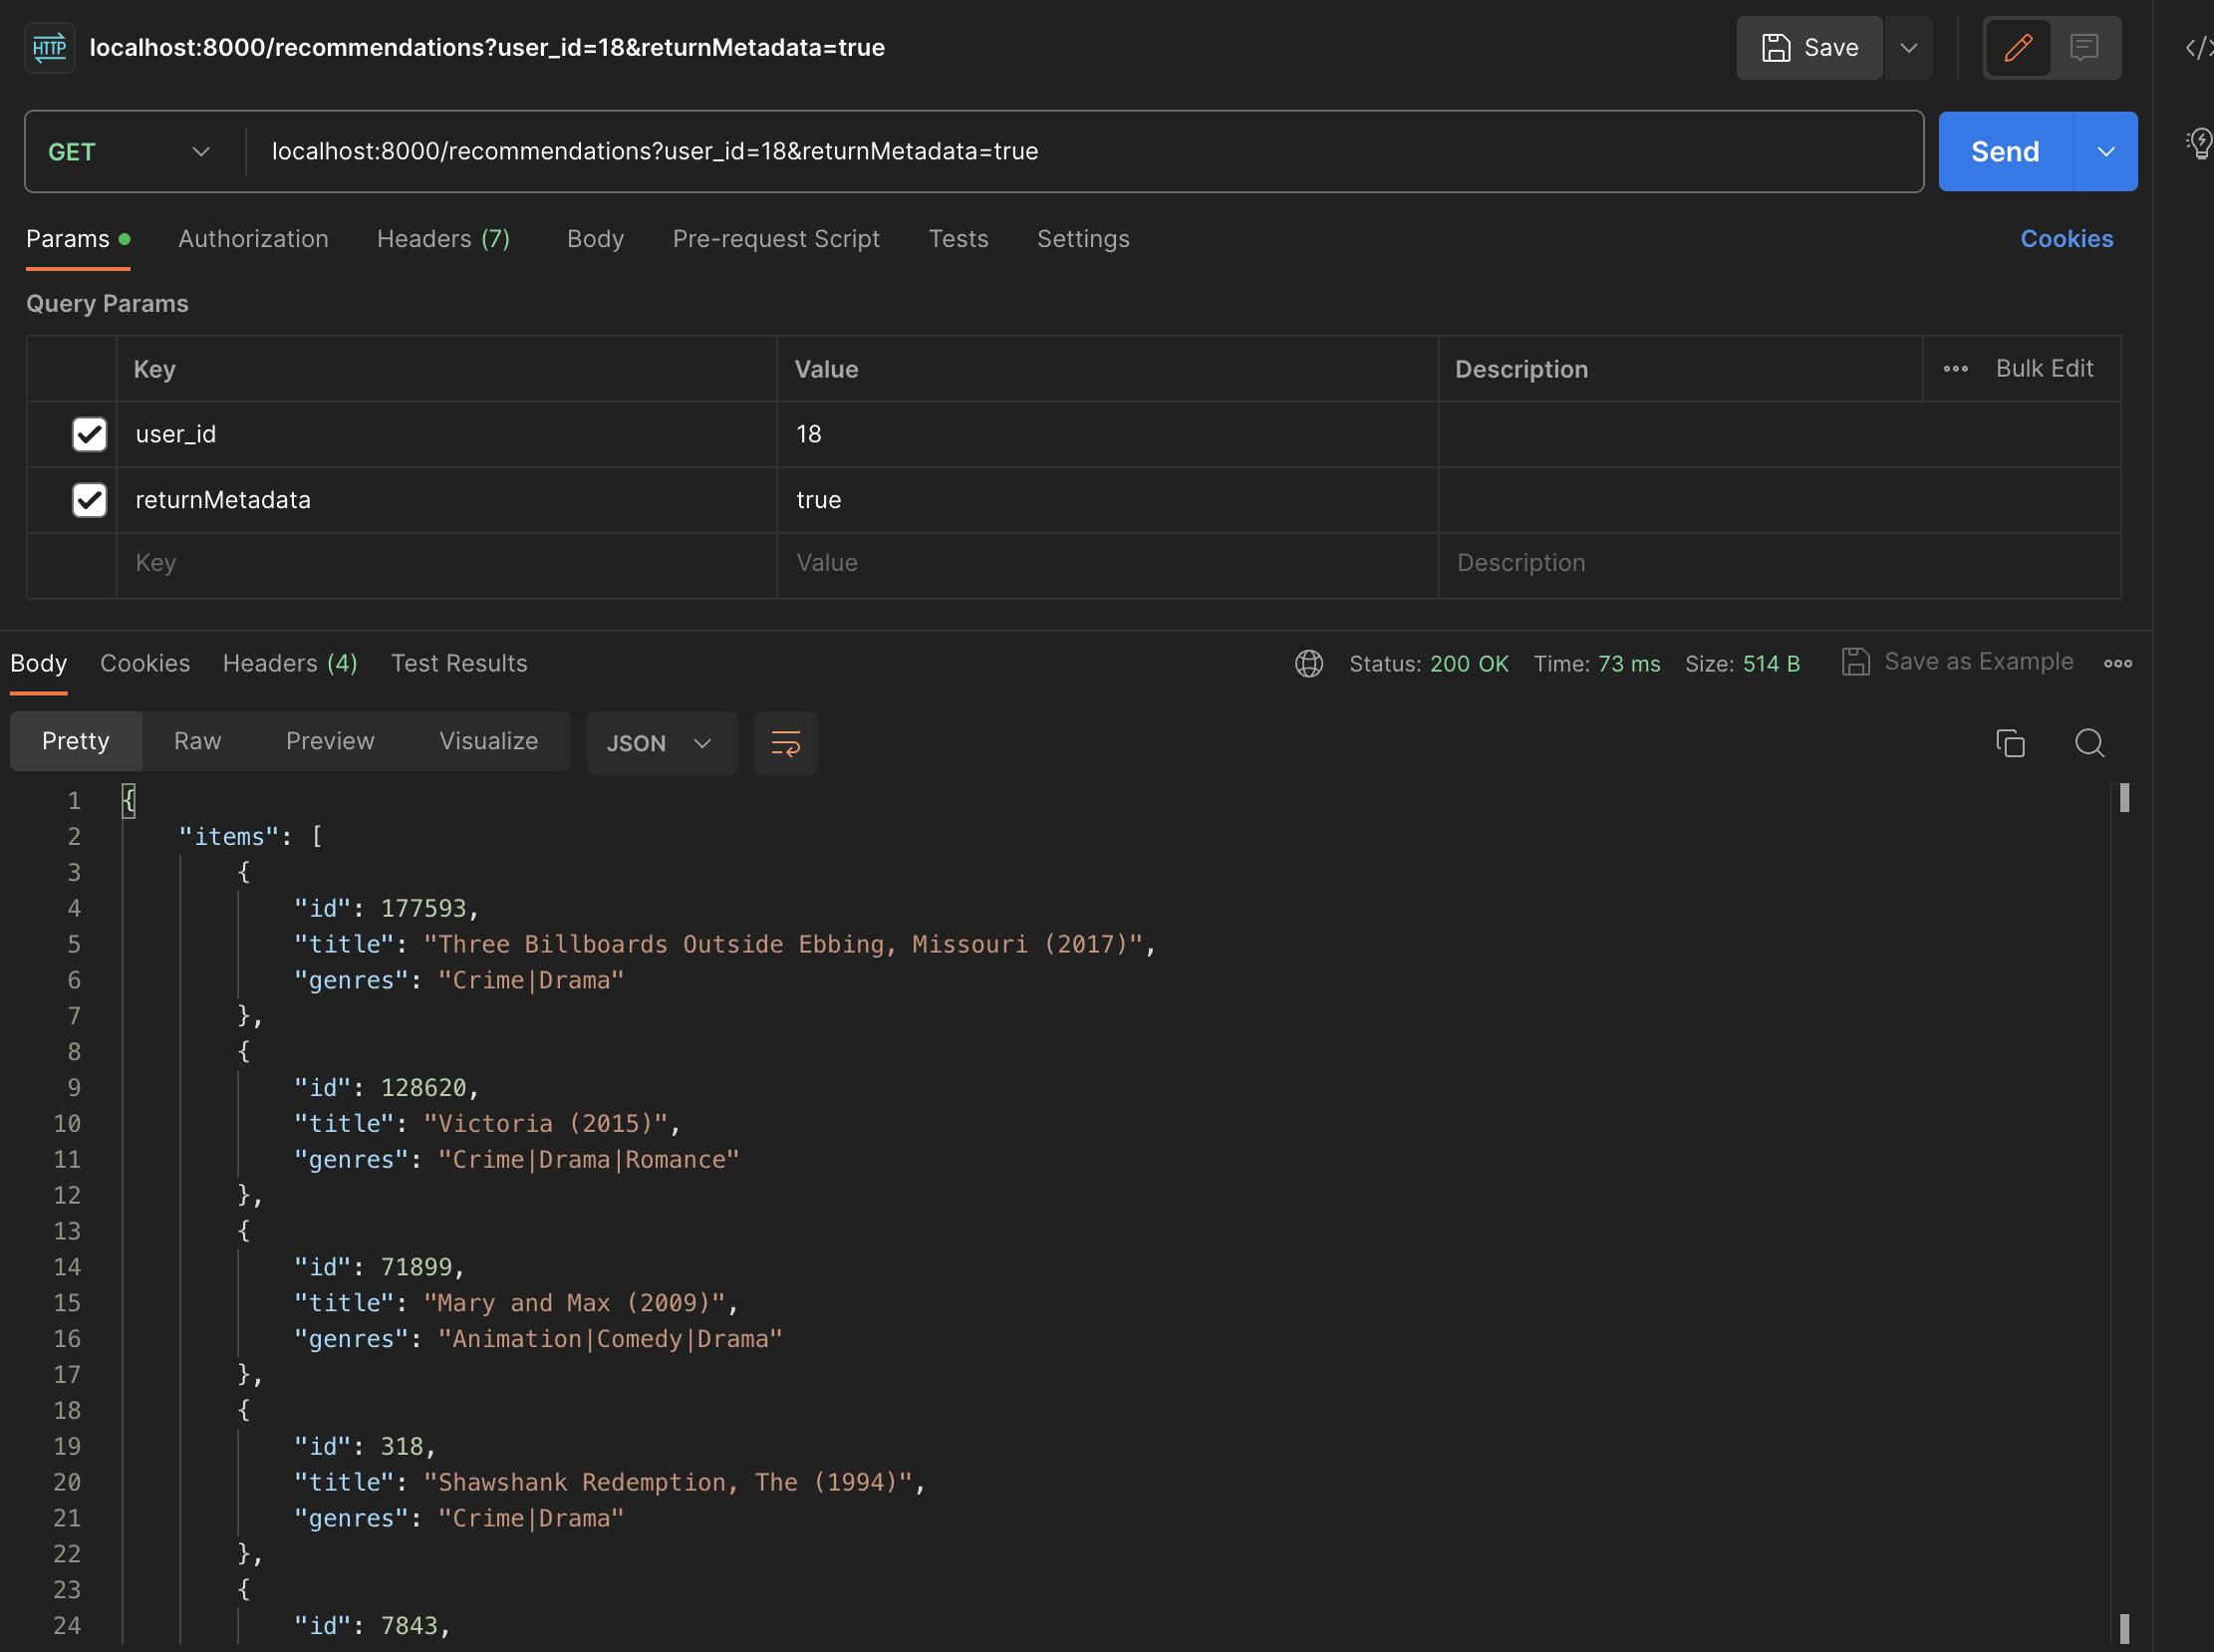 HTTP localhost:8000/recommendations?user_id=18&returnMetadata=true Save
GET localhost:8000/recommendations?user_id=18&returnMetadata=true Send
Params Authorization Headers (7) Body Pre-request Script Tests Settings Cookies
Query Params
Key Value Description Bulk Edit
user_id 18
returnMetadata true
Key Value Description
Body Cookies Headers (4) Test Results Status: 200 OK Time: 73 ms Size: 514 B Save as Example
Pretty Raw Preview Visualize JSON
1 {
2 "items": [
3 {
4 "id": 177593,
5 "title": "Three Billboards Outside Ebbing, Missouri (2017)",
6 "genres": "Crime|Drama"
7 },
8 {
9 "id": 128620,
10 "title": "Victoria (2015)",
11 "genres": "Crime|Drama|Romance"
12 },
13 {
14 "id": 71899,
15 "title": "Mary and Max (2009)",
16 "genres": "Animation|Comedy|Drama"
17 },
18 {
19 "id": 318,
20 "title": "Shawshank Redemption, The (1994)",
21 "genres": "Crime|Drama"
22 },
23 {
24 "id": 7843,